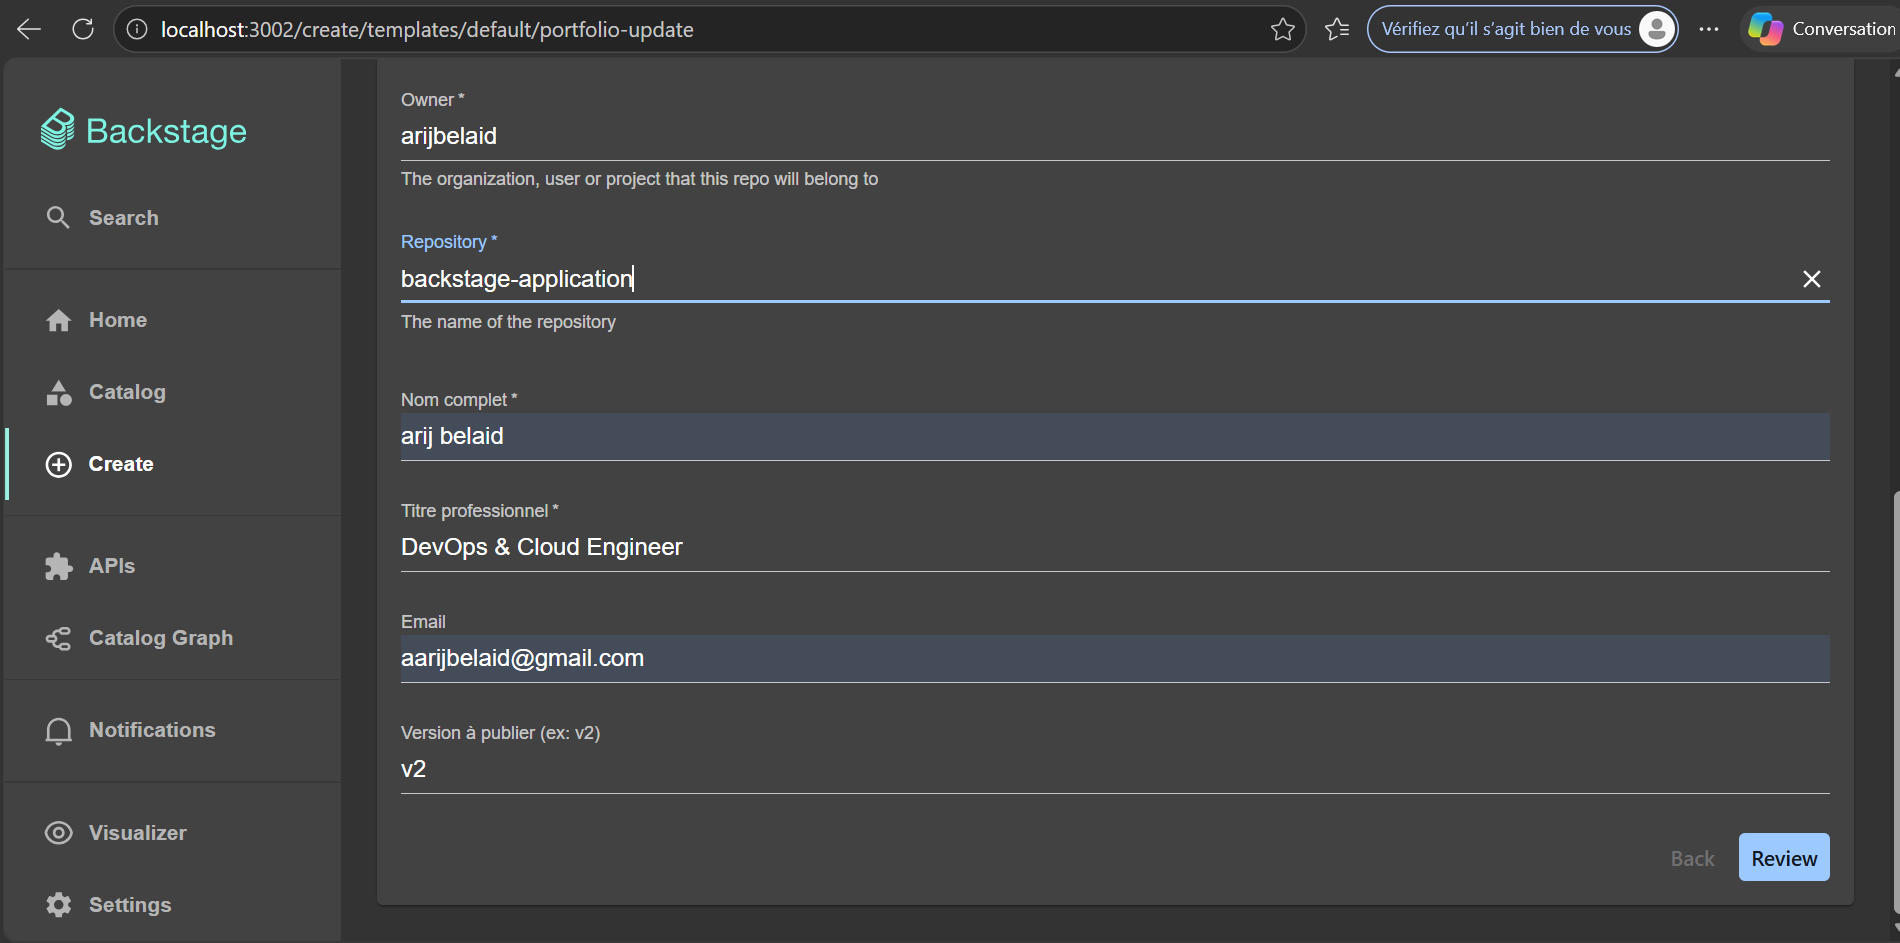 localhost:3002/create/templates/default/portfolio-update
Vérifiez qu'il s'agit bien de vous
Conversation
Backstage
Search
Home
Catalog
Create
APIs
Catalog Graph
Notifications
Visualizer
Settings
Owner *
arijbelaid
The organization, user or project that this repo will belong to
Repository *
backstage-application
The name of the repository
Nom complet *
arij belaid
Titre professionnel *
DevOps & Cloud Engineer
Email
aarijbelaid@gmail.com
Version à publier (ex: v2)
v2
Back
Review